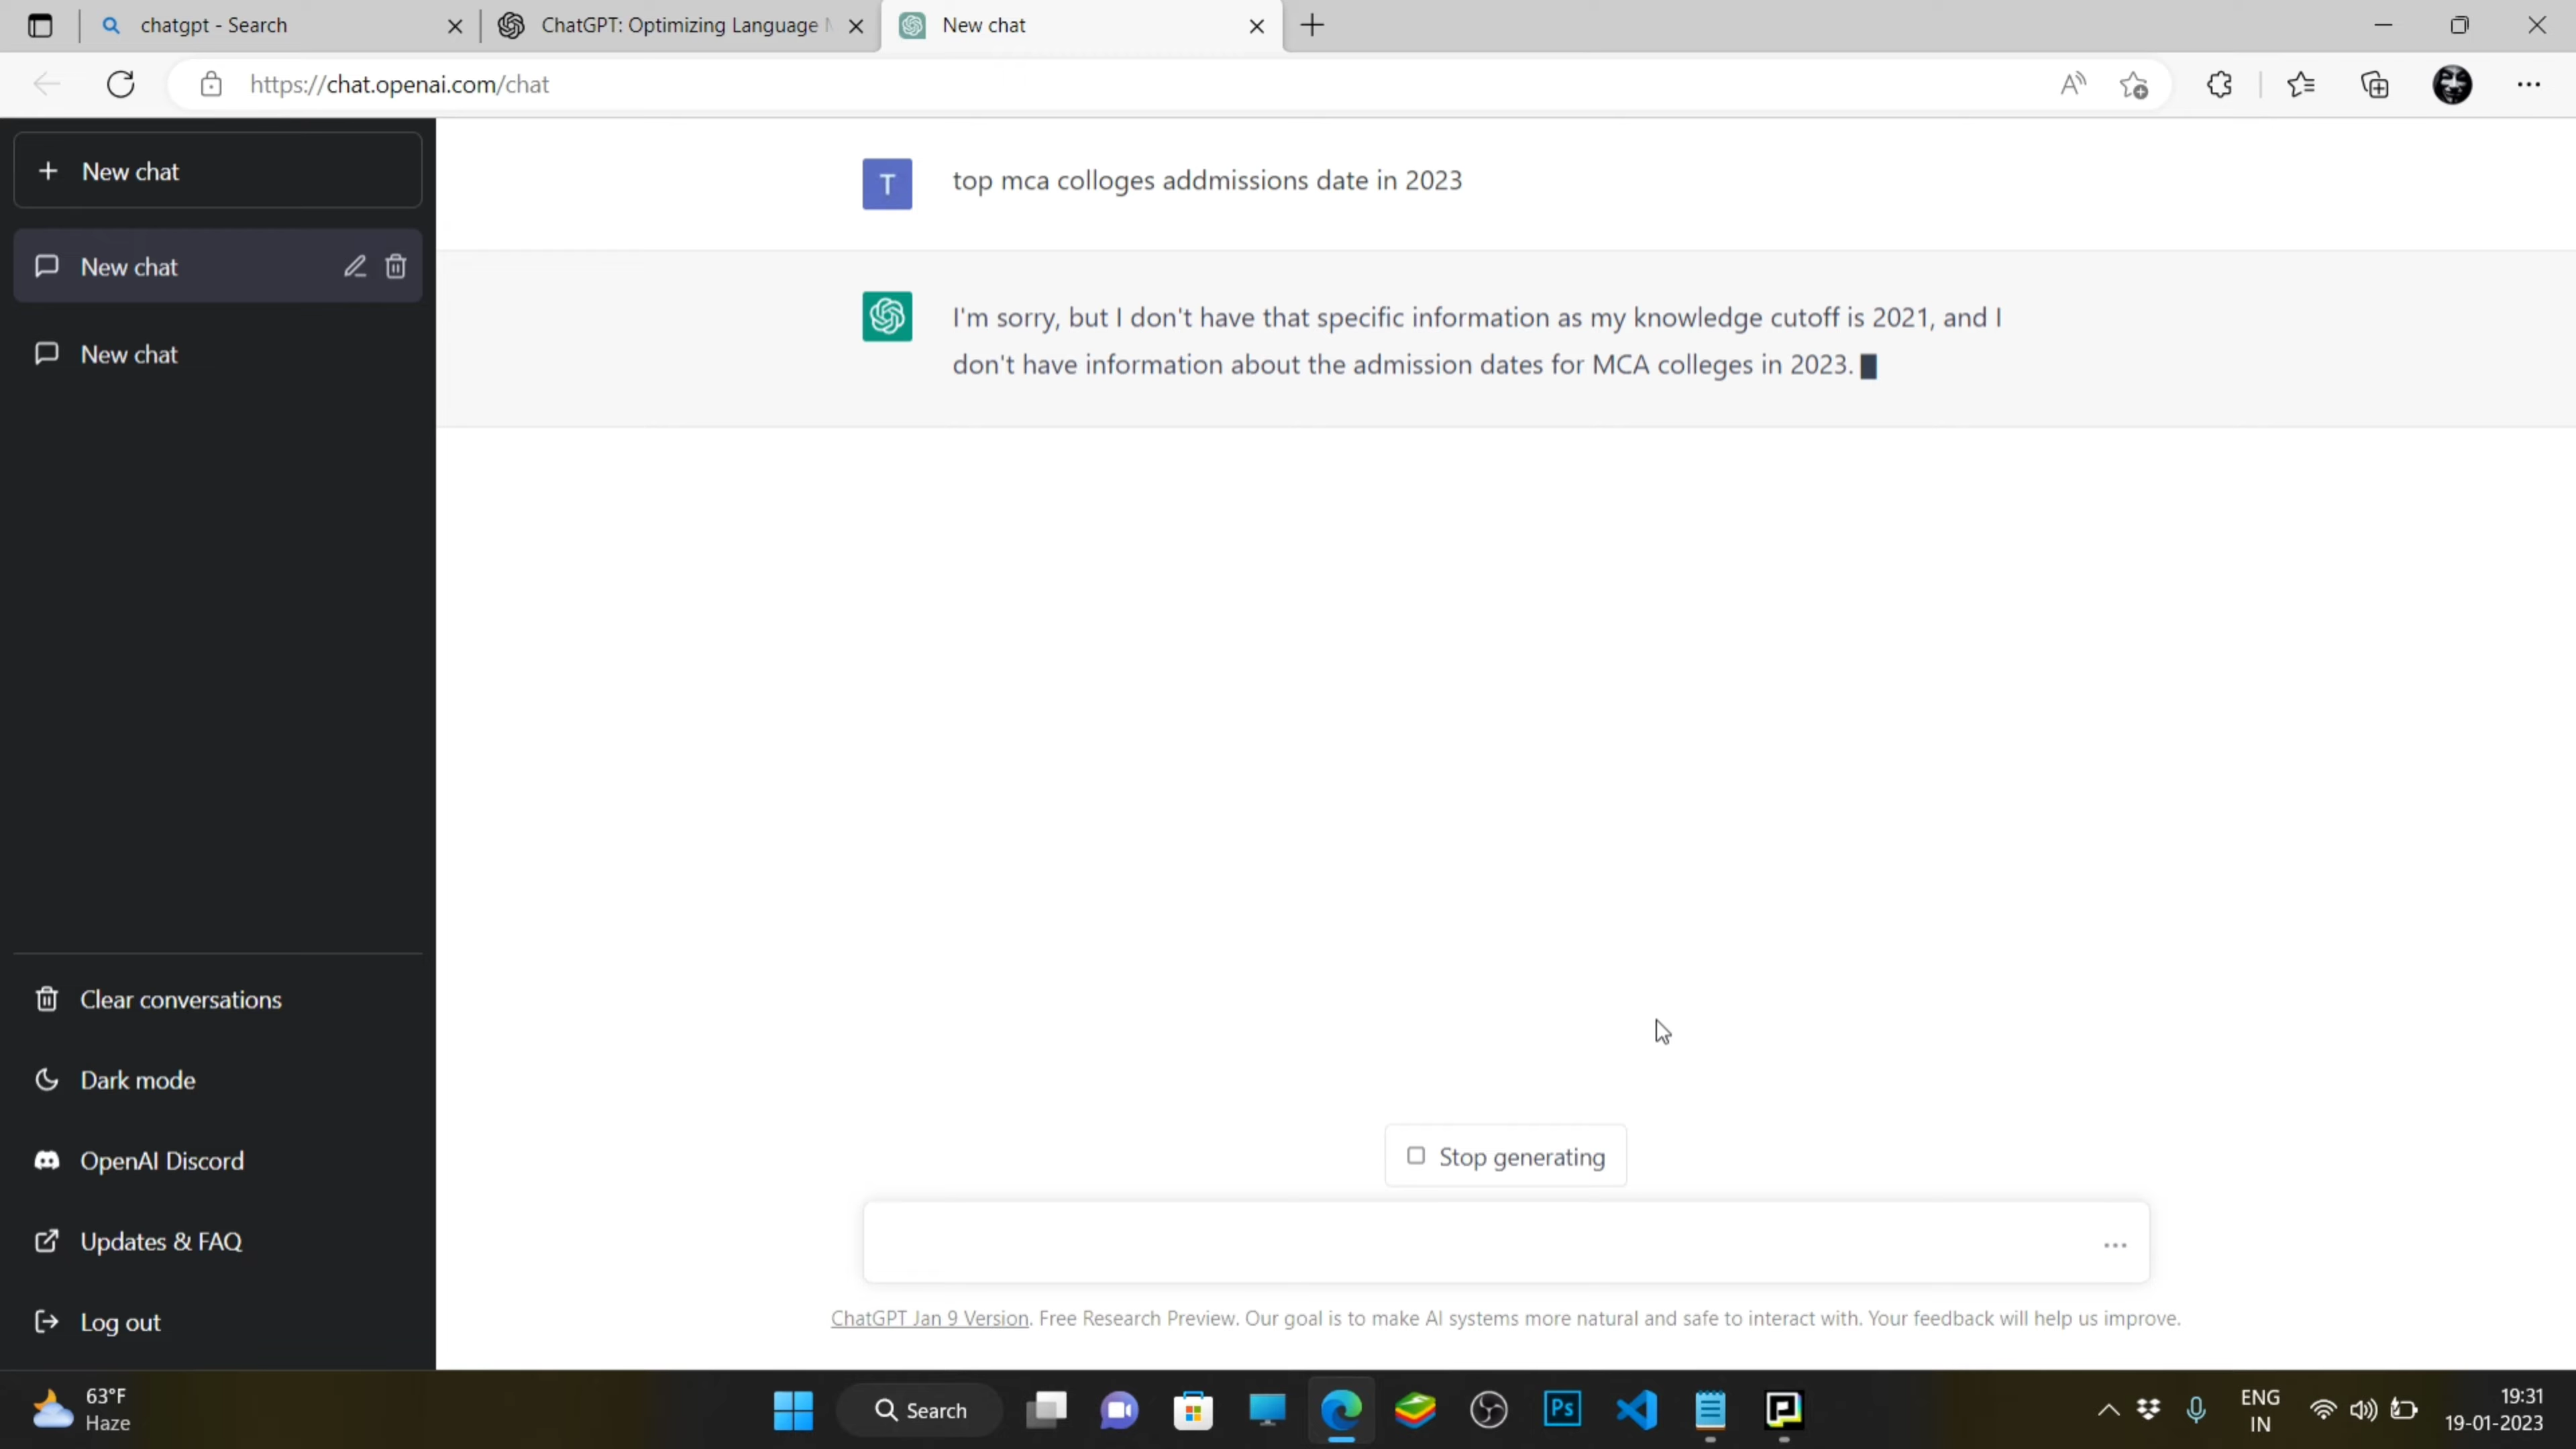 chatgpt - Search
ChatGPT: Optimizing Language
New chat
https://chat.openai.com/chat
New chat
New chat
New chat
Clear conversations
Dark mode
OpenAI Discord
Updates & FAQ
Log out
T
top mca colloges addmissions date in 2023
I'm sorry, but I don't have that specific information as my knowledge cutoff is 2021, and I
don't have information about the admission dates for MCA colleges in 2023.
Stop generating
ChatGPT Jan 9 Version. Free Research Preview. Our goal is to make AI systems more natural and safe to interact with. Your feedback will help us improve.
63°F
Haze
Search
Ps
ENG
IN
19:31
19-01-2023